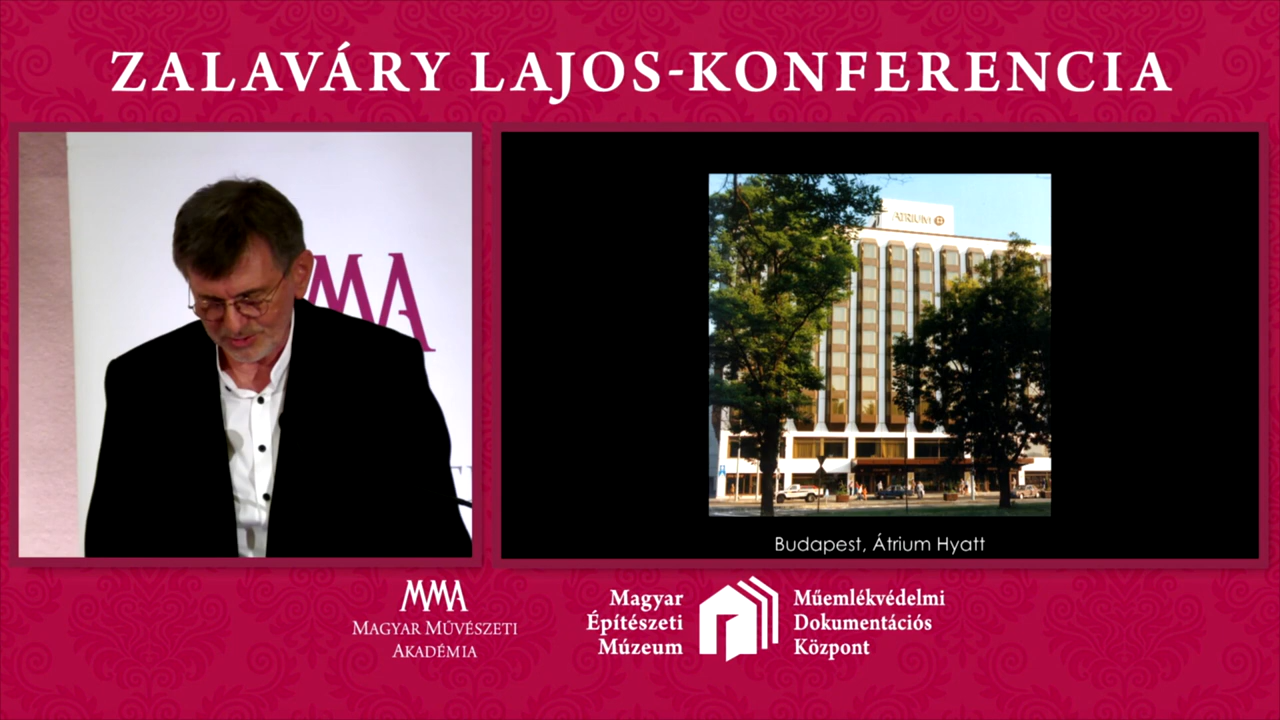 ZALAVÁRY LAJOS-KONFERENCIA
MMA
ÁTRIUM
Budapest, Átrium Hyatt
MMA
MAGYAR MŰVÉSZETI
AKADÉMIA
Magyar
Építészeti
Múzeum
Műemlékvédelmi
Dokumentációs
Központ